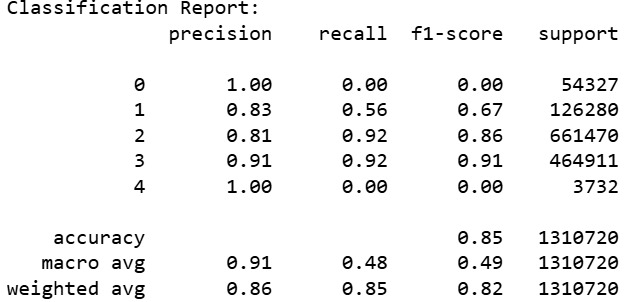 Classification Report:
precision recall f1-score support
0 1.00 0.00 0.00 54327
1 0.83 0.56 0.67 126280
2 0.81 0.92 0.86 661470
3 0.91 0.92 0.91 464911
4 1.00 0.00 0.00 3732
accuracy 0.85 1310720
macro avg 0.91 0.48 0.49 1310720
weighted avg 0.86 0.85 0.82 1310720